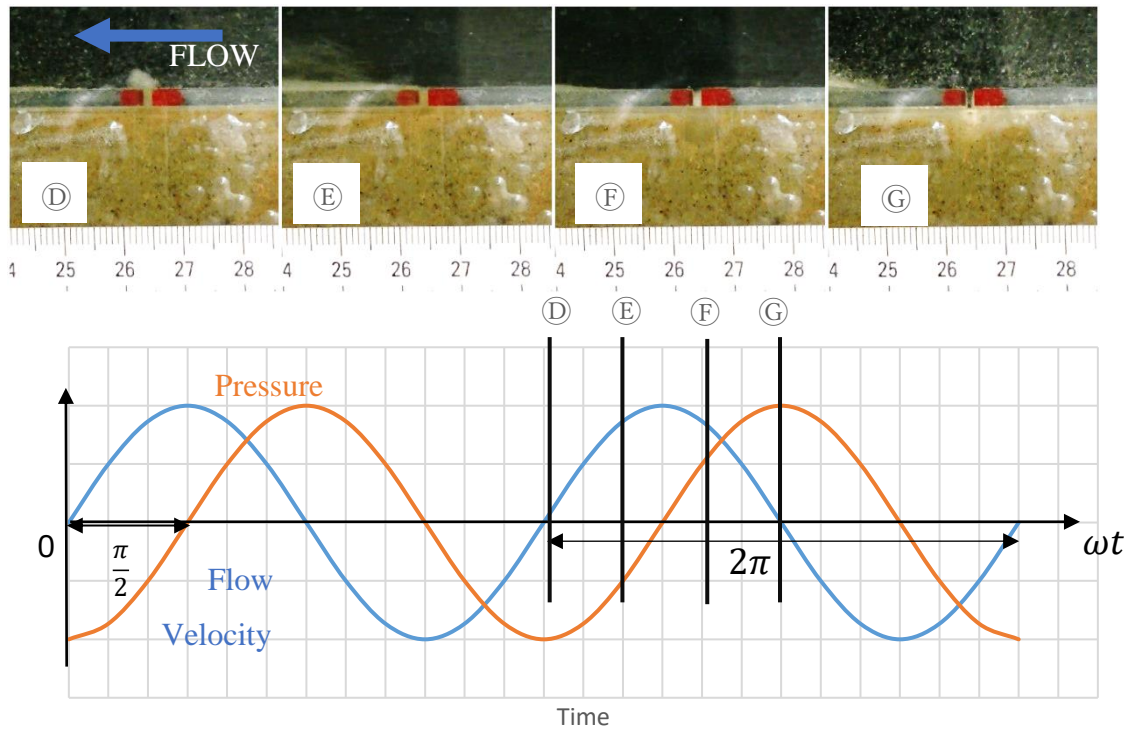 FLOW
Ⓓ
Ⓔ
Ⓕ
Ⓖ
4 25 26 27 28
4 25 26 27 28
4 25 26 27 28
4 25 26 27 28
Ⓓ Ⓔ Ⓕ Ⓖ
Pressure
0
π/2
2π
ωt
Flow
Velocity
Time